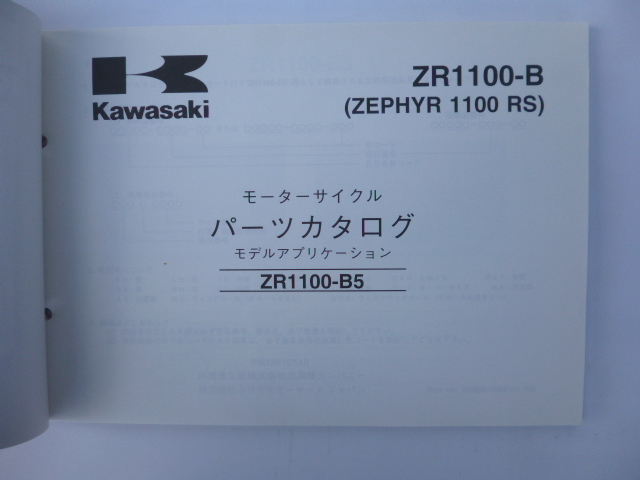 Kawasaki
ZR1100-B
(ZEPHYR 1100 RS)
モーターサイクル
パーツカタログ
モデルアプリケーション
ZR1100-B5